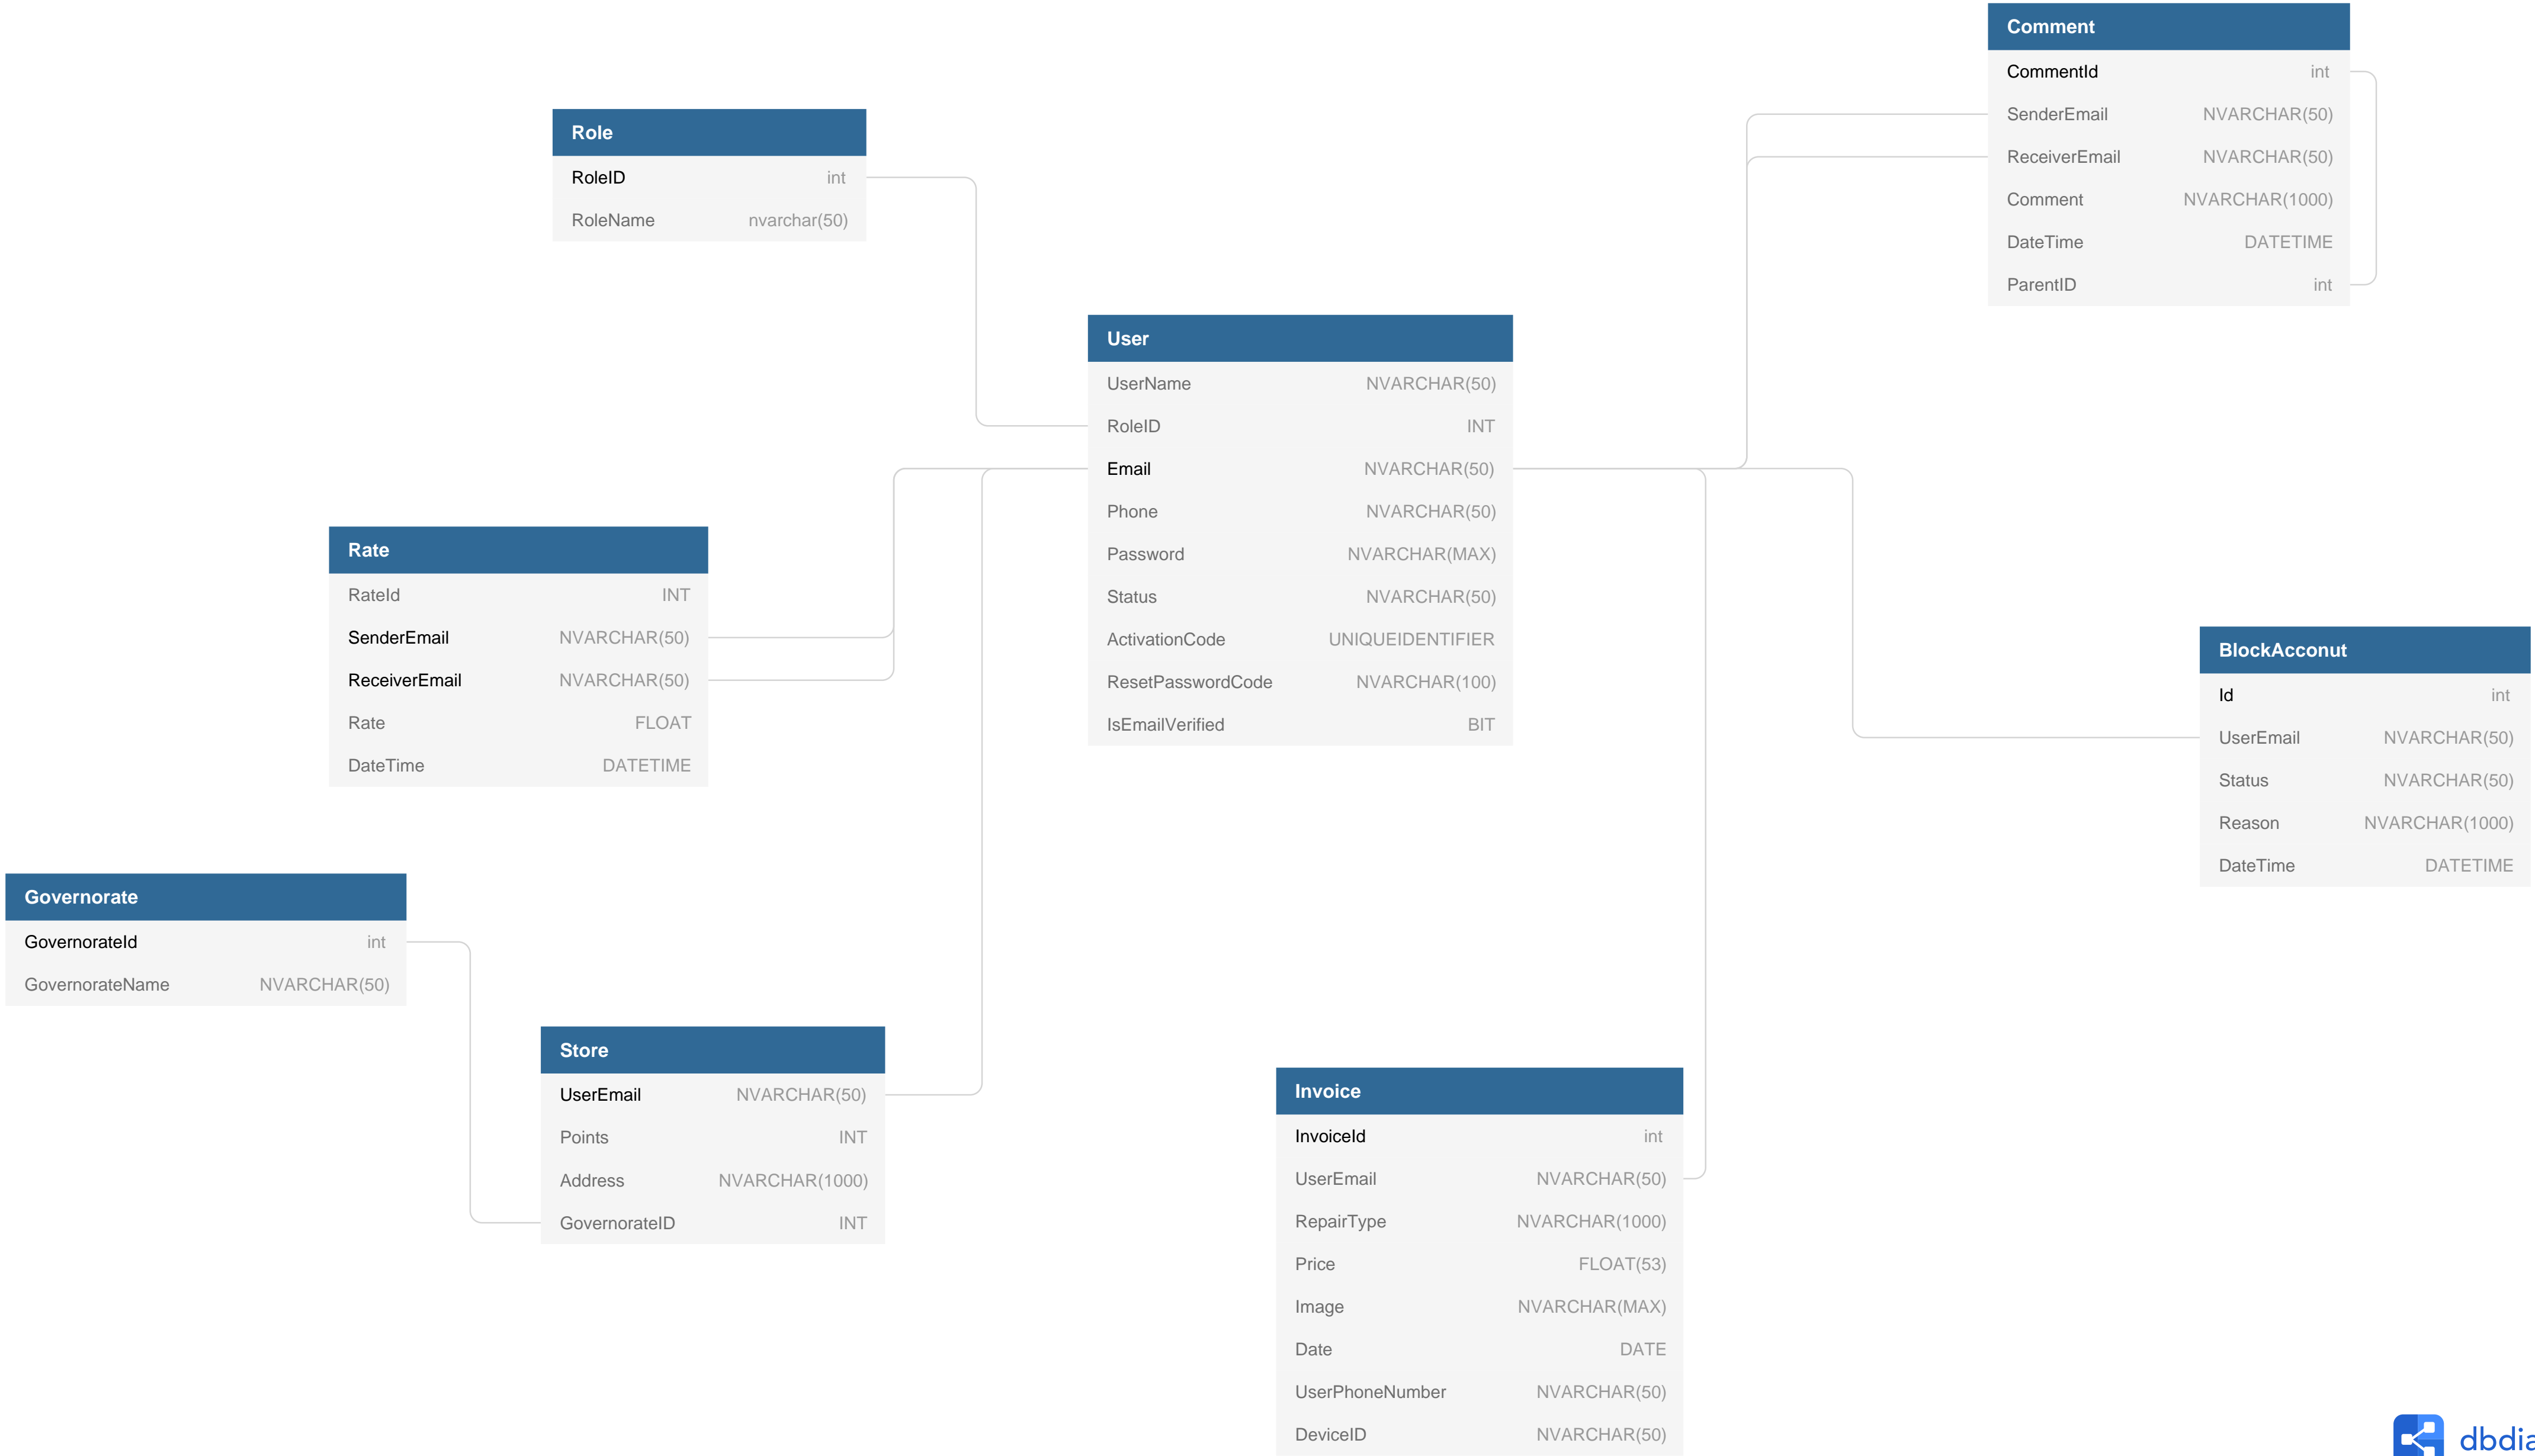 Comment
CommentId int
SenderEmail NVARCHAR(50)
ReceiverEmail NVARCHAR(50)
Comment NVARCHAR(1000)
DateTime DATETIME
ParentID int
Role
RoleID int
RoleName nvarchar(50)
User
UserName NVARCHAR(50)
RoleID INT
Email NVARCHAR(50)
Phone NVARCHAR(50)
Password NVARCHAR(MAX)
Status NVARCHAR(50)
ActivationCode UNIQUEIDENTIFIER
ResetPasswordCode NVARCHAR(100)
IsEmailVerified BIT
Rate
RateId INT
SenderEmail NVARCHAR(50)
ReceiverEmail NVARCHAR(50)
Rate FLOAT
DateTime DATETIME
BlockAcconut
Id int
UserEmail NVARCHAR(50)
Status NVARCHAR(50)
Reason NVARCHAR(1000)
DateTime DATETIME
Governorate
GovernorateId int
GovernorateName NVARCHAR(50)
Store
UserEmail NVARCHAR(50)
Points INT
Address NVARCHAR(1000)
GovernorateID INT
Invoice
InvoiceId int
UserEmail NVARCHAR(50)
RepairType NVARCHAR(1000)
Price FLOAT(53)
Image NVARCHAR(MAX)
Date DATE
UserPhoneNumber NVARCHAR(50)
DeviceID NVARCHAR(50)
dbdia